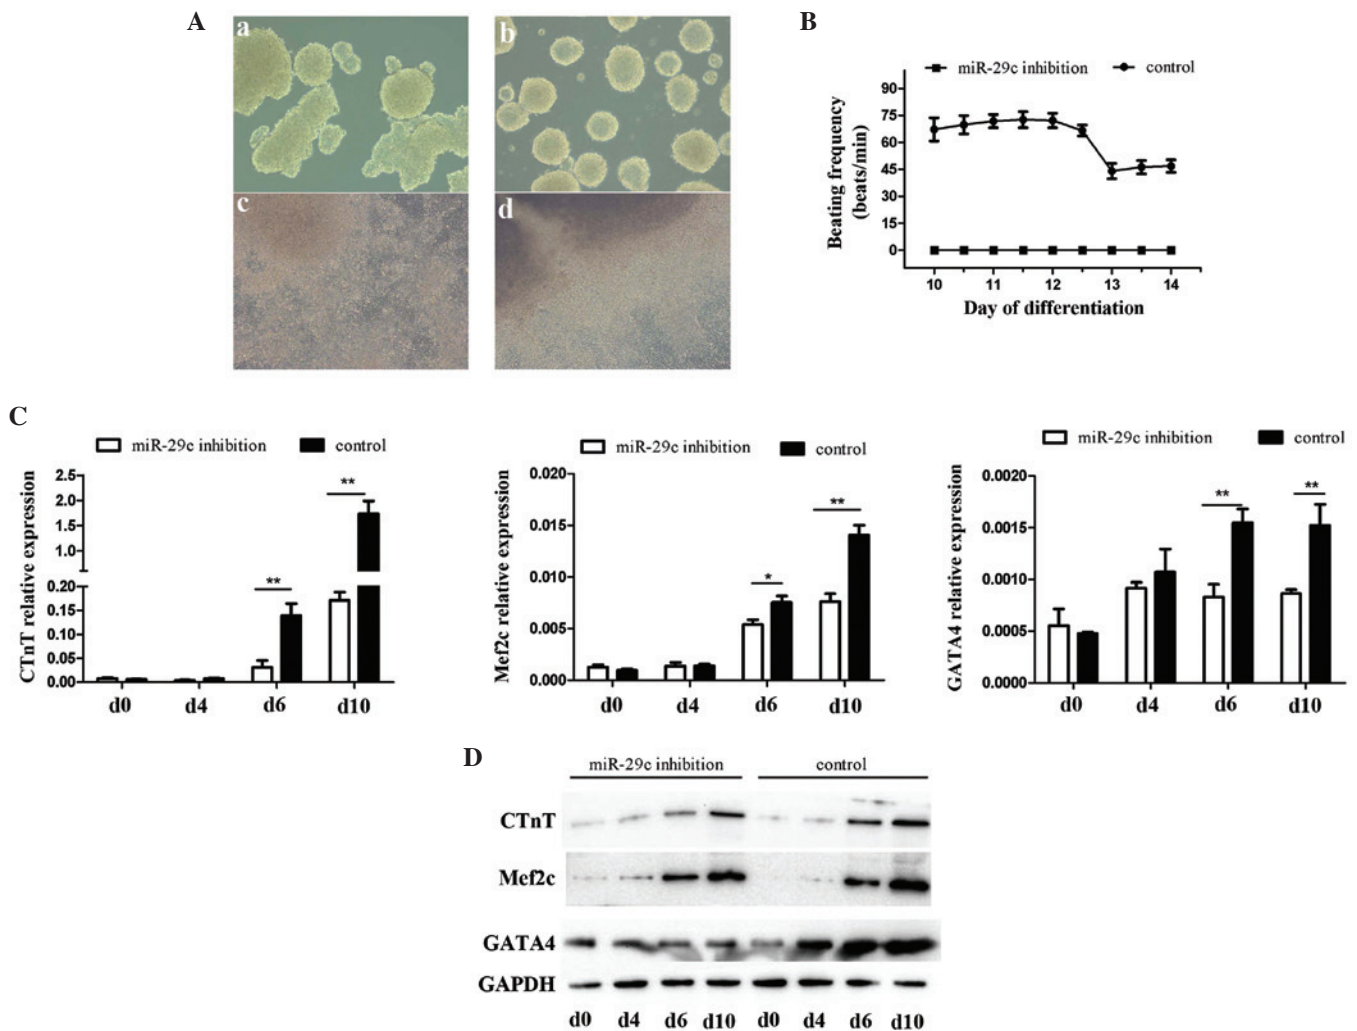 A
a
b
c
d
B
miR-29c inhibition control
90
75
60
45
30
15
0
Beating frequency
(beats/min)
10 11 12 13 14
Day of differentiation
C
miR-29c inhibition control
2.5
2.0
1.5
1.0
0.20
0.15
0.10
0.05
0.00
CTnT relative expression
**
**
d0 d4 d6 d10
miR-29c inhibition control
0.020
0.015
0.010
0.005
0.000
Mef2c relative expression
*
**
d0 d4 d6 d10
miR-29c inhibition control
0.0020
0.0015
0.0010
0.0005
0.0000
GATA4 relative expression
**
**
d0 d4 d6 d10
D
miR-29c inhibition control
CTnT
Mef2c
GATA4
GAPDH
d0 d4 d6 d10 d0 d4 d6 d10